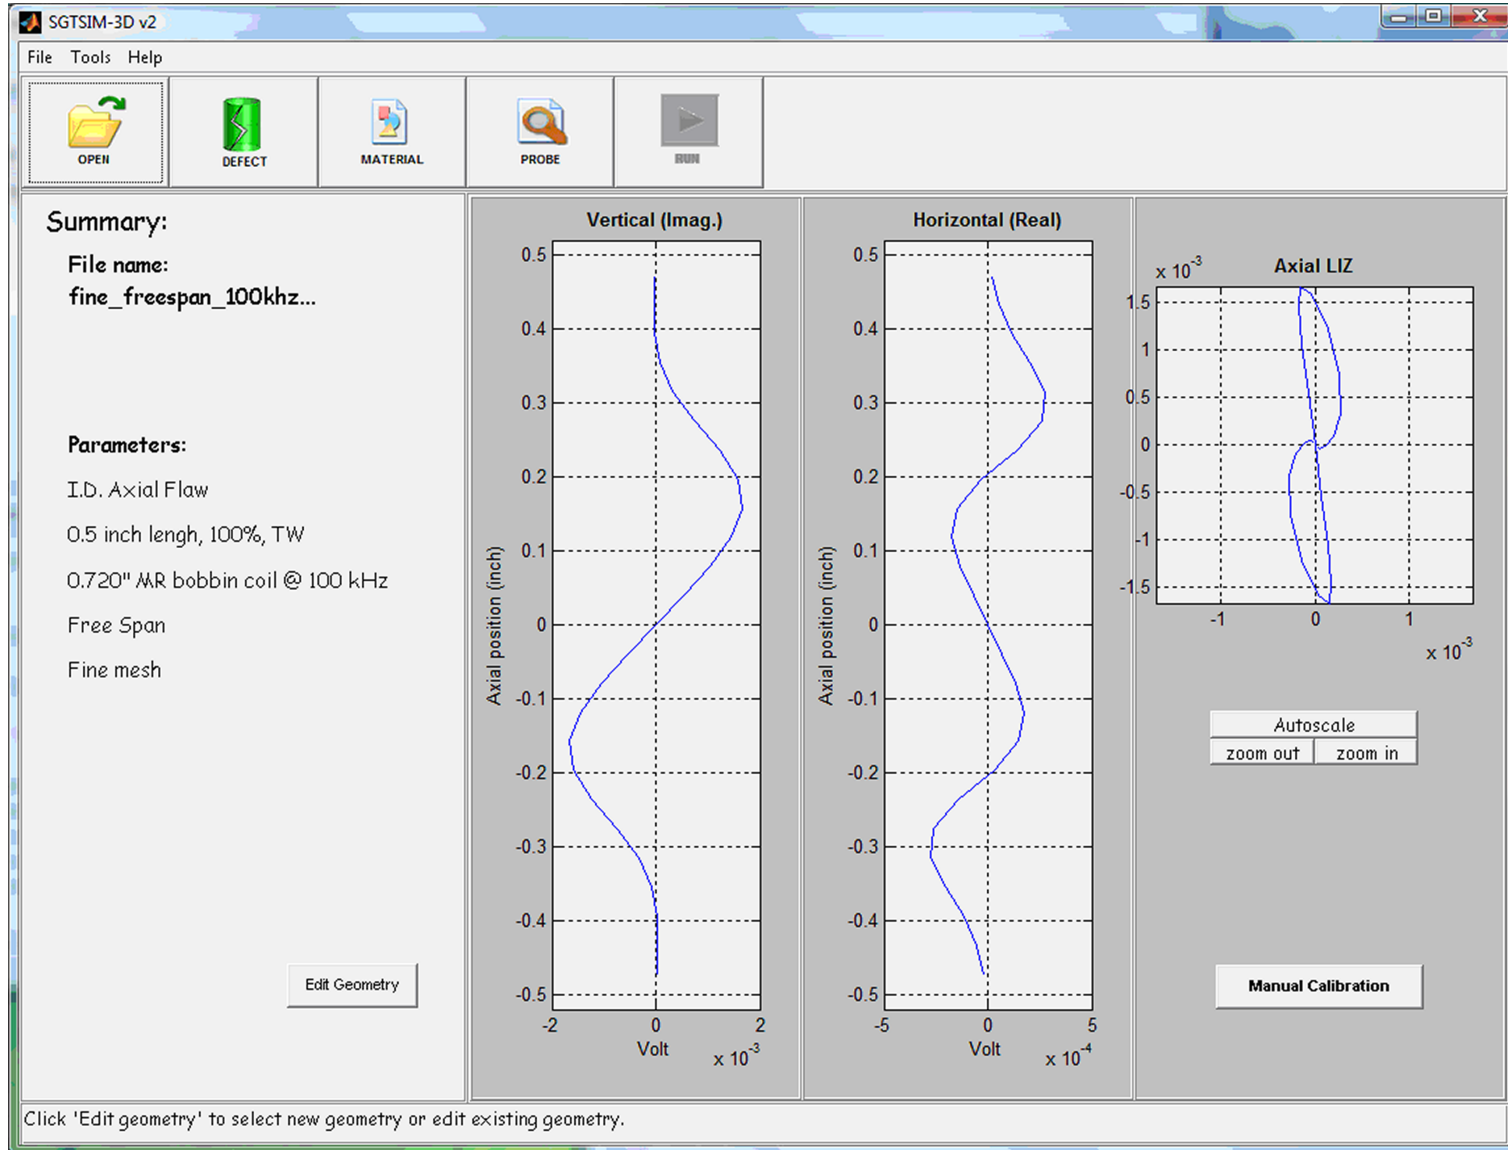 SGTSIM-3D v2
File Tools Help
OPEN
DEFECT
MATERIAL
PROBE
RUN
Summary:
File name:
fine_freespan_100khz...
Parameters:
I.D. Axial Flaw
0.5 inch lengh, 100%, TW
0.720" MR bobbin coil @ 100 kHz
Free Span
Fine mesh
Edit Geometry
Vertical (Imag.)
0.5
0.4
0.3
0.2
0.1
0
-0.1
-0.2
-0.3
-0.4
-0.5
Axial position (inch)
-2 0 2
Volt
x 10^-3
Horizontal (Real)
0.5
0.4
0.3
0.2
0.1
0
-0.1
-0.2
-0.3
-0.4
-0.5
Axial position (inch)
-5 0 5
Volt
x 10^-4
x 10^-3
Axial LIZ
1.5
1
0.5
0
-0.5
-1
-1.5
-1 0 1
x 10^-3
Autoscale
zoom out zoom in
Manual Calibration
Click 'Edit geometry' to select new geometry or edit existing geometry.